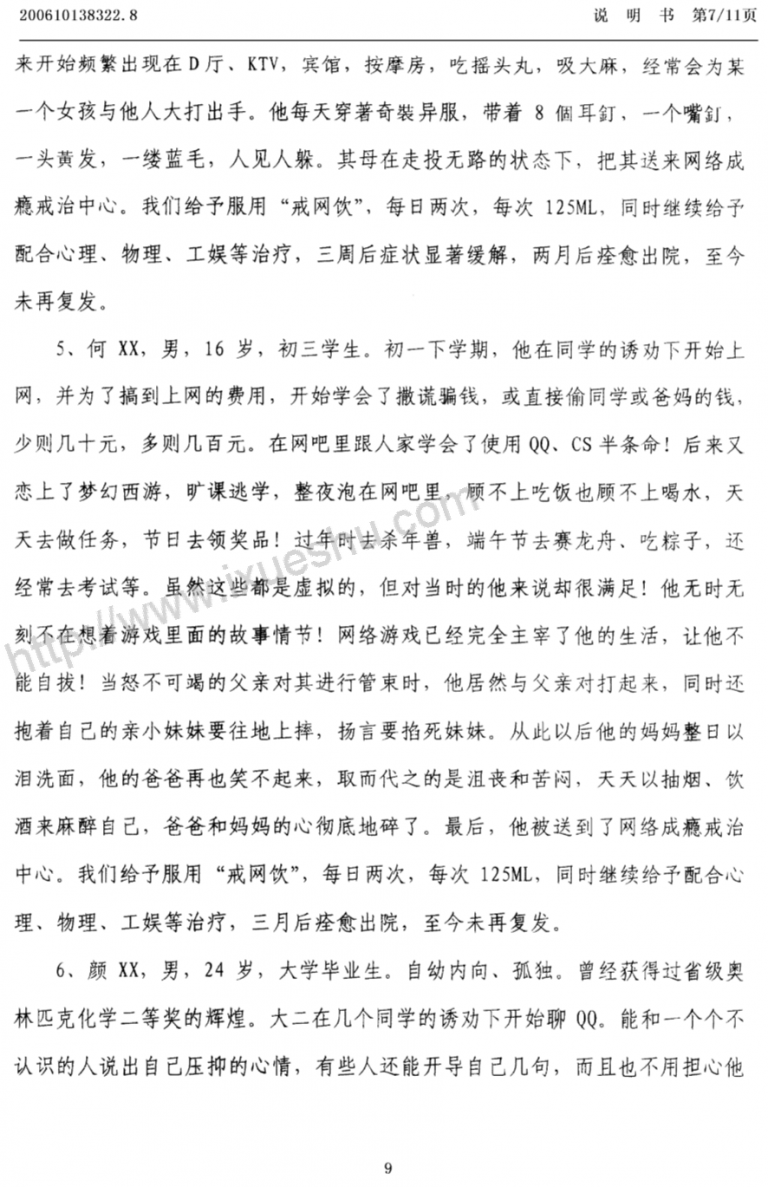 200610138322.8 说 明 书 第7/11页
来开始频繁出现在D厅、KTV，宾馆，按摩房，吃摇头丸，吸大麻，经常会为某
一个女孩与他人大打出手。他每天穿著奇裝异服，带着 8 個耳釘，一个嘴釘，
一头黄发，一缕蓝毛，人见人躲。其母在走投无路的状态下，把其送来网络成
瘾戒治中心。我们给予服用“戒网饮”，每日两次，每次 125ML，同时继续给予
配合心理、物理、工娱等治疗，三周后症状显著缓解，两月后痊愈出院，至今
未再复发。
5、何 XX，男，16 岁，初三学生。初一下学期，他在同学的诱劝下开始上
网，并为了搞到上网的费用，开始学会了撒谎骗钱，或直接偷同学或爸妈的钱，
少则几十元，多则几百元。在网吧里跟人家学会了使用QQ、CS半条命！后来又
恋上了梦幻西游，旷课逃学，整夜泡在网吧里，顾不上吃饭也顾不上喝水，天
天去做任务，节日去领奖品！过年时去杀年兽，端午节去赛龙舟、吃粽子，还
经常去考试等。虽然这些都是虚拟的，但对当时的他来说却很满足！他无时无
刻不在想着游戏里面的故事情节！网络游戏已经完全主宰了他的生活，让他不
能自拔！当怒不可竭的父亲对其进行管束时，他居然与父亲对打起来，同时还
抱着自己的亲小妹妹要往地上摔，扬言要掐死妹妹。从此以后他的妈妈整日以
泪洗面，他的爸爸再也笑不起来，取而代之的是沮丧和苦闷，天天以抽烟、饮
酒来麻醉自己，爸爸和妈妈的心彻底地碎了。最后，他被送到了网络成瘾戒治
中心。我们给予服用“戒网饮”，每日两次，每次 125ML，同时继续给予配合心
理、物理、工娱等治疗，三月后痊愈出院，至今未再复发。
6、颜 XX，男，24 岁，大学毕业生。自幼内向、孤独。曾经获得过省级奥
林匹克化学二等奖的辉煌。大二在几个同学的诱劝下开始聊 QQ。能和一个个不
认识的人说出自己压抑的心情，有些人还能开导自己几句，而且也不用担心他
http://www.ixueshu.com
9